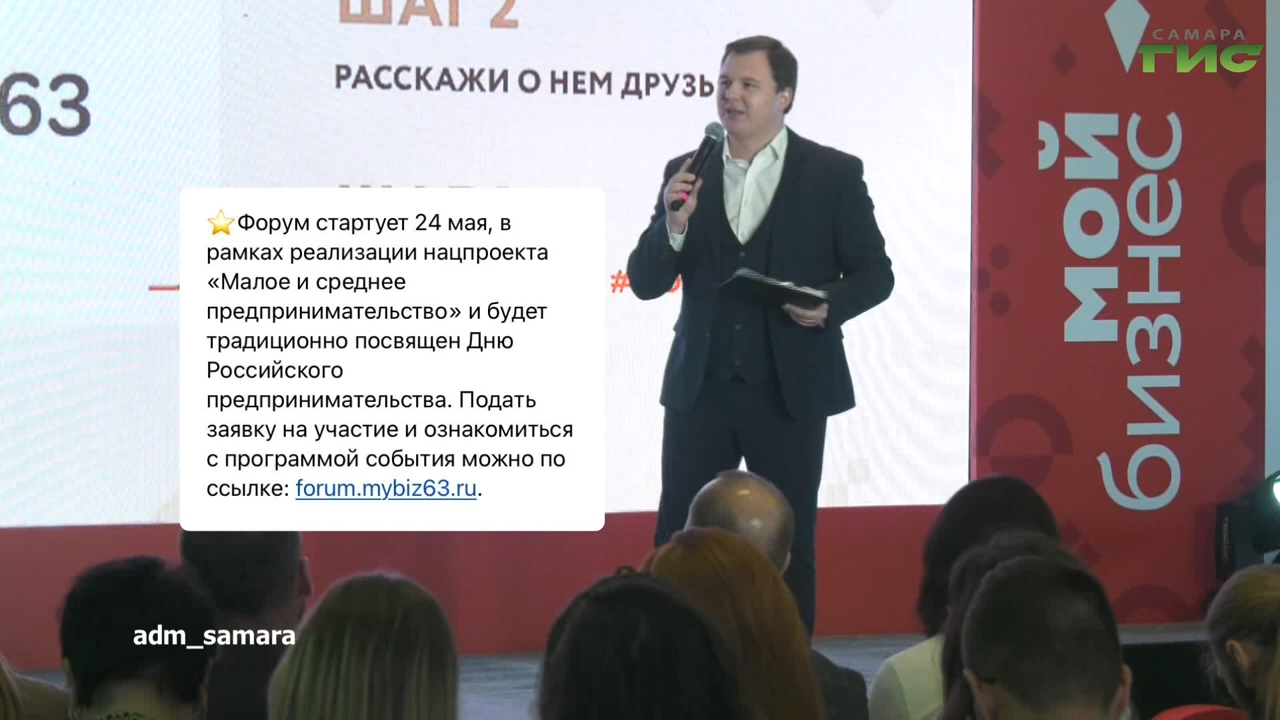 ШАГ 2
РАССКАЖИ О НЕМ ДРУЗЬ
63
САМАРА
ГИС
МОЙ
бизнес
⭐Форум стартует 24 мая, в
рамках реализации нацпроекта
«Малое и среднее
предпринимательство» и будет
традиционно посвящен Дню
Российского
предпринимательства. Подать
заявку на участие и ознакомиться
с программой события можно по
ссылке: forum.mybiz63.ru.
adm_samara